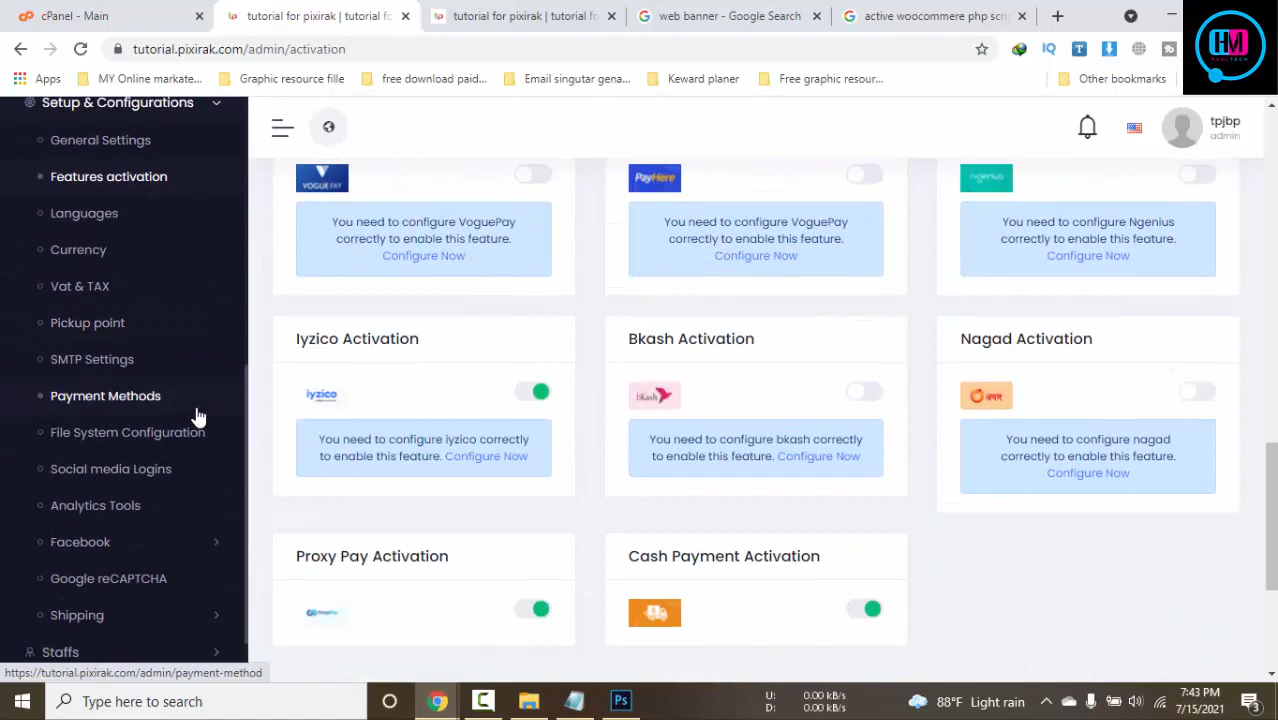 cPanel - Main
tutorial for pixirak | tutorial fo
tutorial for pixirak | tutorial fo
web banner - Google Search
active woocommere php scri
tutorial.pixirak.com/admin/activation
Apps
MY Online markate...
Graphic resource fille
free download paid...
Email singutar gena...
Keward planer
Free graphic resour...
Other bookmarks
HM
Setup & Configurations
General Settings
Features activation
Languages
Currency
Vat & TAX
Pickup point
SMTP Settings
Payment Methods
File System Configuration
Social media Logins
Analytics Tools
Facebook
Google reCAPTCHA
Shipping
Staffs
tpjbp
admin
VOGUE PAY
You need to configure VoguePay
correctly to enable this feature.
Configure Now
PayHere
You need to configure VoguePay
correctly to enable this feature.
Configure Now
You need to configure Ngenius
correctly to enable this feature.
Configure Now
Iyzico Activation
iyzico
You need to configure iyzico correctly
to enable this feature. Configure Now
Bkash Activation
bKash
You need to configure bkash correctly
to enable this feature. Configure Now
Nagad Activation
You need to configure nagad
correctly to enable this feature.
Configure Now
Proxy Pay Activation
Cash Payment Activation
https://tutorial.pixirak.com/admin/payment-method
Type here to search
Ps
U: 0.00 kB/s
D: 0.00 kB/s
88°F Light rain
7:43 PM
7/15/2021
3